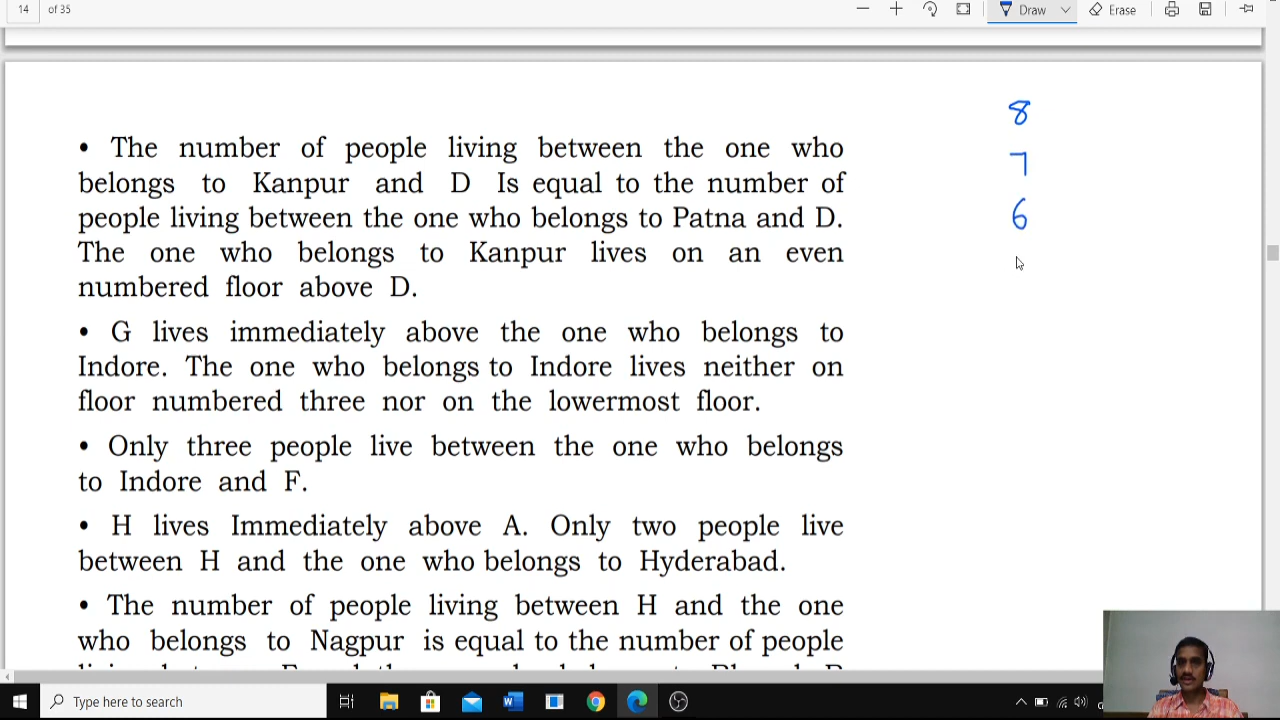 14 of 35
Draw
Erase
8
• The number of people living between the one who
7
belongs to Kanpur and D Is equal to the number of
6
people living between the one who belongs to Patna and D.
The one who belongs to Kanpur lives on an even
numbered floor above D.
• G lives immediately above the one who belongs to
Indore. The one who belongs to Indore lives neither on
floor numbered three nor on the lowermost floor.
• Only three people live between the one who belongs
to Indore and F.
• H lives Immediately above A. Only two people live
between H and the one who belongs to Hyderabad.
• The number of people living between H and the one
who belongs to Nagpur is equal to the number of people
Type here to search